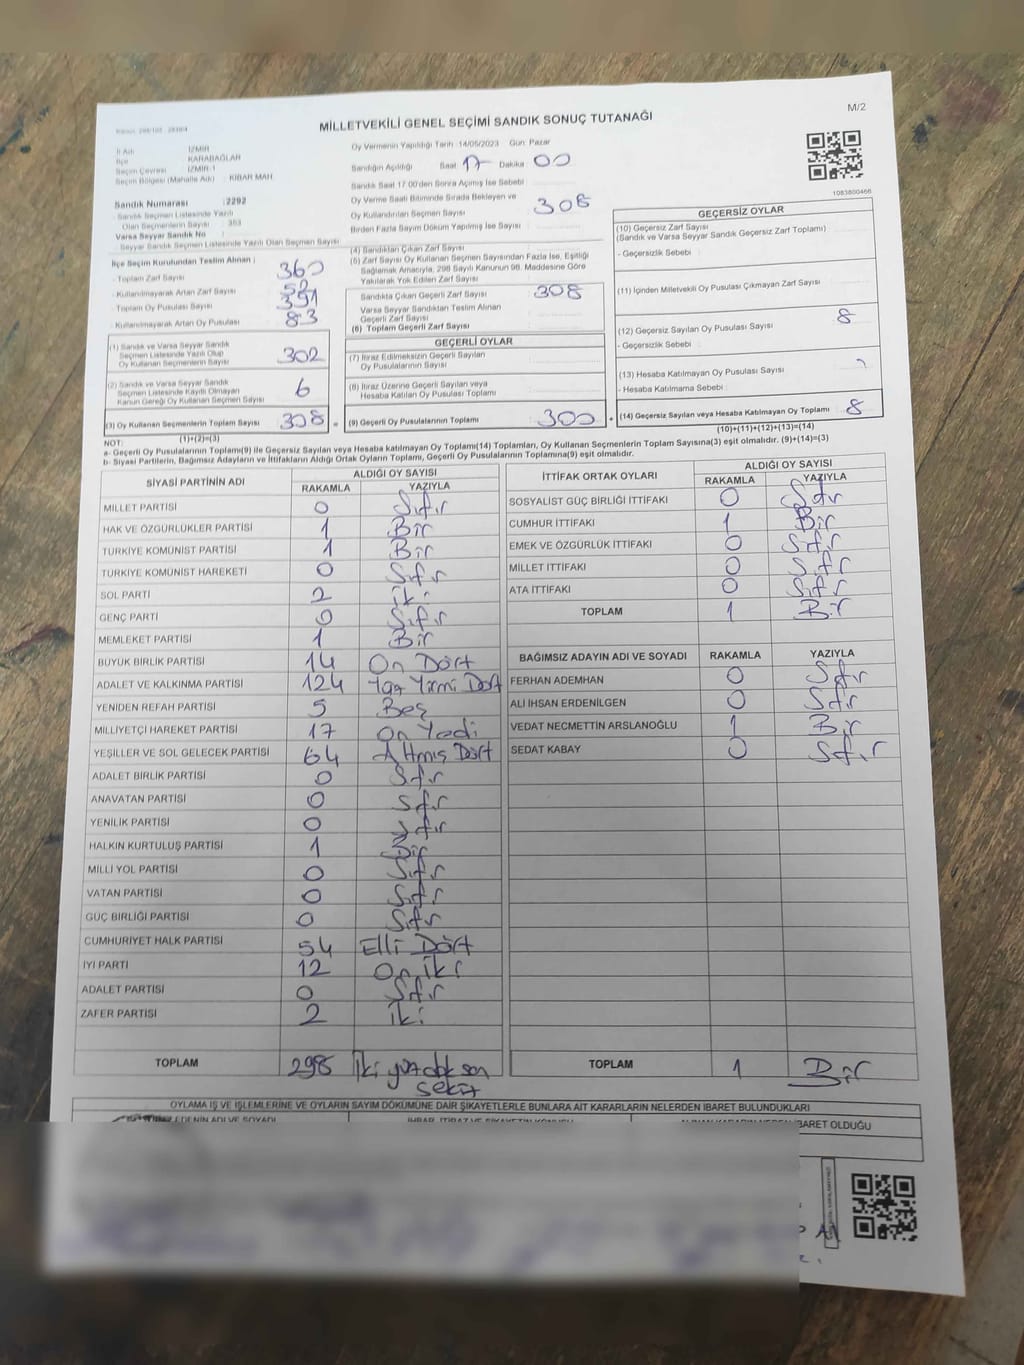 MİLLETVEKİLİ GENEL SEÇİMİ SANDIK SONUÇ TUTANAĞI
M/2
İl Adı : İZMİR
İlçe : KARABAĞLAR
Seçim Çevresi : İZMİR-1
Seçim Bölgesi (Mahalle Adı) : KİBAR MAH.
Sandık Numarası :2292
Sandık Seçmen Listesinde Yazılı
Olan Seçmenlerin Sayısı : 353
Varsa Seyyar Sandık No :
Seyyar Sandık Seçmen Listesinde Yazılı Olan Seçmen Sayısı
Oy Vermenin Yapıldığı Tarih :14/05/2023 Gün: Pazar
Sandığın Açıldığı Saat 17 Dakika 00
Sandık Saat 17.00'den Sonra Açılmış İse Sebebi :
Oy Verme Saati Bitiminde Sırada Bekleyen ve
Oy Kullandırılan Seçmen Sayısı 308
Birden Fazla Sayım Döküm Yapılmış İse Sayısı :
1083800466
İlçe Seçim Kurulundan Teslim Alınan :
Toplam Zarf Sayısı 360
Kullanılmayarak Artan Zarf Sayısı 52
Toplam Oy Pusulası Sayısı 391
Kullanılmayarak Artan Oy Pusulası 83
(1) Sandık ve Varsa Seyyar Sandık
Seçmen Listesinde Yazılı Olup
Oy Kullanan Seçmenlerin Sayısı 302
(2) Sandık ve Varsa Seyyar Sandık
Seçmen Listesinde Kayıtlı Olmayan
Kanun Gereği Oy Kullanan Seçmen Sayısı 6
(3) Oy Kullanan Seçmenlerin Toplam Sayısı 308
(1)+(2)=(3)
(4) Sandıktan Çıkan Zarf Sayısı
(5) Zarf Sayısı Oy Kullanan Seçmen Sayısından Fazla İse, Eşitliği
Sağlamak Amacıyla, 298 Sayılı Kanunun 98. Maddesine Göre
Yakılarak Yok Edilen Zarf Sayısı
Sandıkta Çıkan Geçerli Zarf Sayısı 308
Varsa Seyyar Sandıktan Teslim Alınan
Geçerli Zarf Sayısı
(6) Toplam Geçerli Zarf Sayısı
GEÇERLİ OYLAR
(7) İtiraz Edilmeksizin Geçerli Sayılan
Oy Pusulalarının Sayısı
(8) İtiraz Üzerine Geçerli Sayılan veya
Hesaba Katılan Oy Pusulaları Toplamı
(9) Geçerli Oy Pusulalarının Toplamı 300
GEÇERSİZ OYLAR
(10) Geçersiz Zarf Sayısı
(Sandık ve Varsa Seyyar Sandık Geçersiz Zarf Toplamı)
- Geçersizlik Sebebi :
(11) İçinden Milletvekili Oy Pusulası Çıkmayan Zarf Sayısı
(12) Geçersiz Sayılan Oy Pusulası Sayısı 8
- Geçersizlik Sebebi :
(13) Hesaba Katılmayan Oy Pusulası Sayısı
- Hesaba Katılmama Sebebi :
(14) Geçersiz Sayılan veya Hesaba Katılmayan Oy Toplamı 8
(10)+(11)+(12)+(13)=(14)
NOT:
a- Geçerli Oy Pusulalarının Toplamı(9) ile Geçersiz Sayılan veya Hesaba katılmayan Oy Toplamı(14) Toplamları, Oy Kullanan Seçmenlerin Toplam Sayısına(3) eşit olmalıdır. (9)+(14)=(3)
b- Siyasi Partilerin, Bağımsız Adayların ve İttifakların Aldığı Ortak Oyların Toplamı, Geçerli Oy Pusulalarının Toplamına(9) eşit olmalıdır.
SİYASİ PARTİNİN ADI ALDIĞI OY SAYISI
RAKAMLA YAZIYLA
MİLLET PARTİSİ 0 Sıfır
HAK VE ÖZGÜRLÜKLER PARTİSİ 1 Bir
TÜRKİYE KOMÜNİST PARTİSİ 1 Bir
TÜRKİYE KOMÜNİST HAREKETİ 0 Sıfır
SOL PARTİ 2 iki
GENÇ PARTİ 0 Sıfır
MEMLEKET PARTİSİ 1 Bir
BÜYÜK BİRLİK PARTİSİ 14 On Dört
ADALET VE KALKINMA PARTİSİ 124 Yüz Yirmi Dört
YENİDEN REFAH PARTİSİ 5 Beş
MİLLİYETÇİ HAREKET PARTİSİ 17 On Yedi
YEŞİLLER VE SOL GELECEK PARTİSİ 64 Altmış Dört
ADALET BİRLİK PARTİSİ 0 Sıfır
ANAVATAN PARTİSİ 0 Sıfır
YENİLİK PARTİSİ 0 Sıfır
HALKIN KURTULUŞ PARTİSİ 1 Bir
MİLLİ YOL PARTİSİ 0 Sıfır
VATAN PARTİSİ 0 Sıfır
GÜÇ BİRLİĞİ PARTİSİ 0 Sıfır
CUMHURİYET HALK PARTİSİ 54 Elli Dört
İYİ PARTİ 12 On iki
ADALET PARTİSİ 0 Sıfır
ZAFER PARTİSİ 2 iki
TOPLAM 298 İki yüz doksan
sekiz
İTTİFAK ORTAK OYLARI ALDIĞI OY SAYISI
RAKAMLA YAZIYLA
SOSYALİST GÜÇ BİRLİĞİ İTTİFAKI 0 Sıfır
CUMHUR İTTİFAKI 1 Bir
EMEK VE ÖZGÜRLÜK İTTİFAKI 0 Sıfır
MİLLET İTTİFAKI 0 Sıfır
ATA İTTİFAKI 0 Sıfır
TOPLAM 1 Bir
BAĞIMSIZ ADAYIN ADI VE SOYADI RAKAMLA YAZIYLA
FERHAN ADEMHAN 0 Sıfır
ALİ İHSAN ERDENİLGEN 0 Sıfır
VEDAT NECMETTİN ARSLANOĞLU 1 Bir
SEDAT KABAY 0 Sıfır
TOPLAM 1 Bir
OYLAMA İŞ VE İŞLEMLERİNE VE OYLARIN SAYIM DÖKÜMÜNE DAİR ŞİKAYETLERLE BUNLARA AİT KARARLARIN NELERDEN İBARET BULUNDUKLARI
EDENİN ADI VE SOYADI
İBARET OLDUĞU